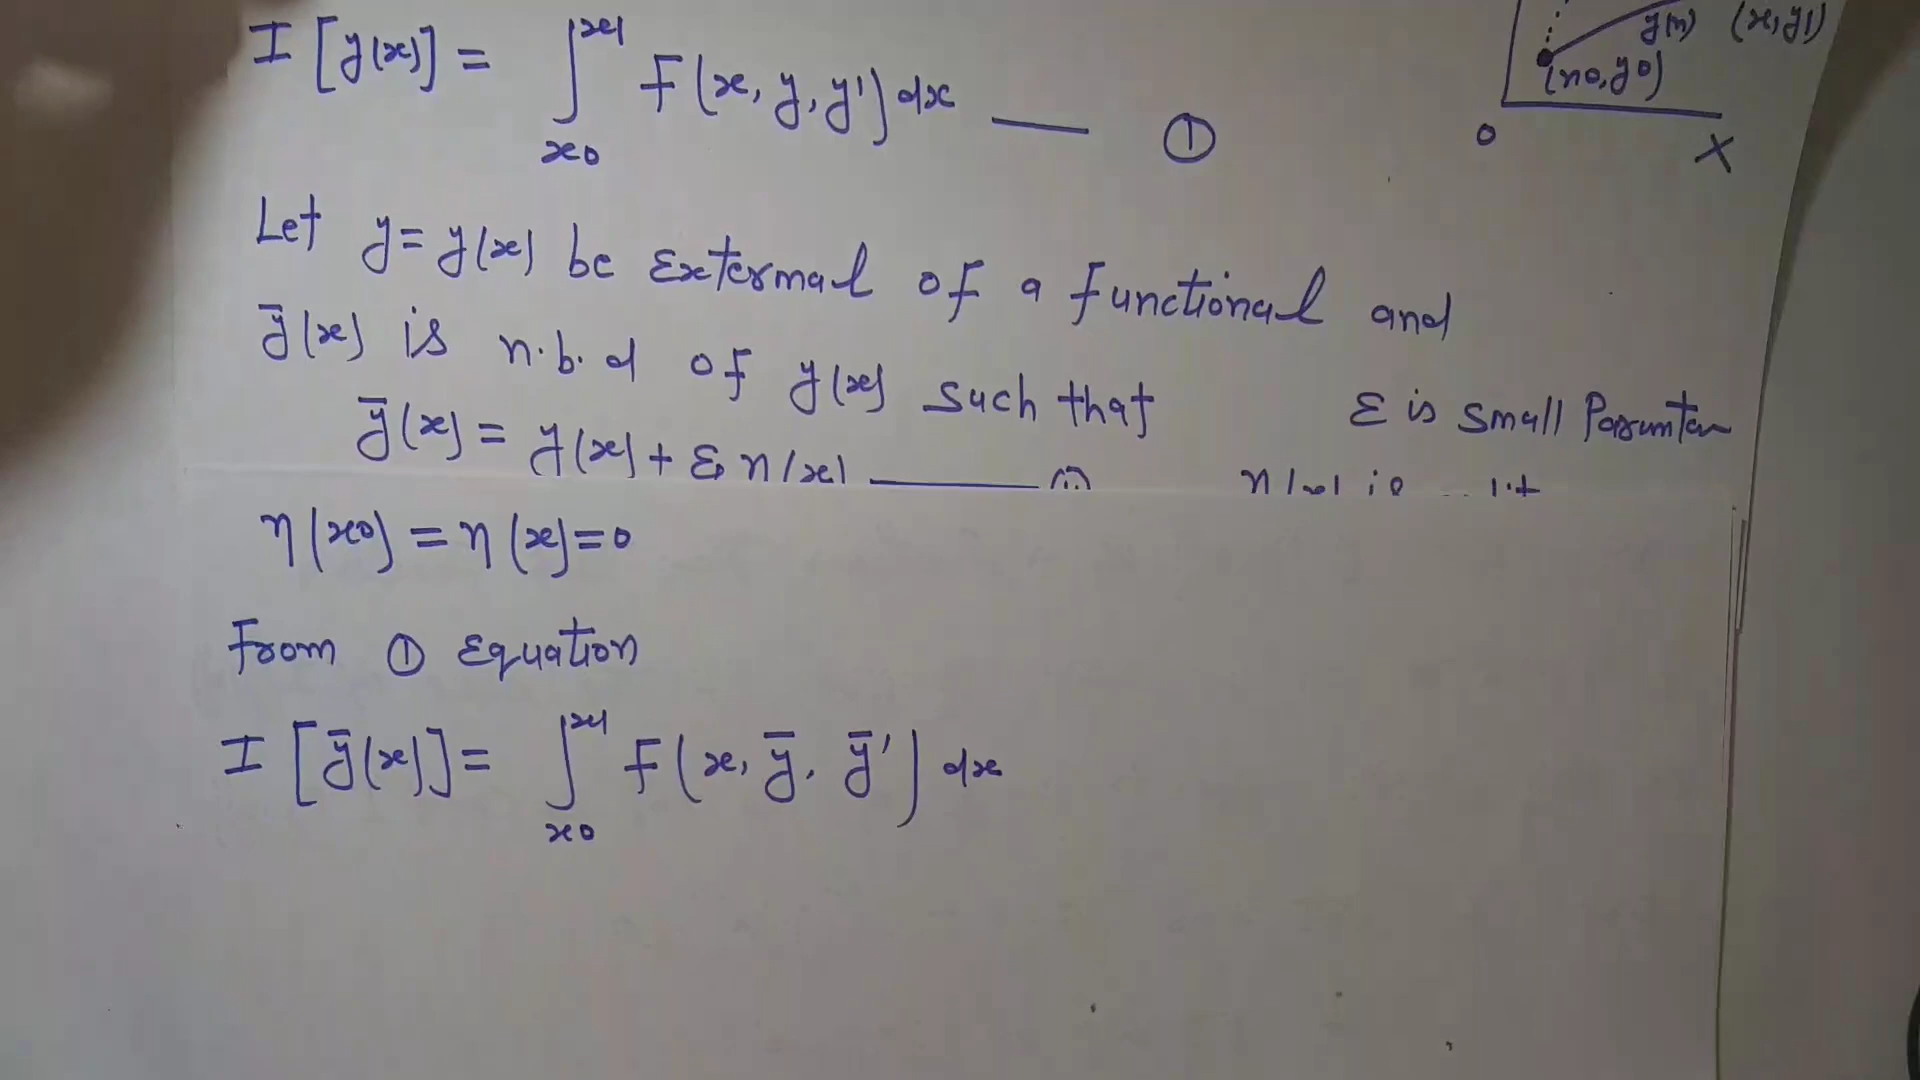 I [y(x)] = ∫_{x0}^{x1} F(x, y, y') dx —— ①
y(x) (x1, y1)
(x0, y0)
0 X
Let y = y(x) be Extermal of a functional and
ȳ(x) is n.b.d of y(x) such that
ε is small
ȳ(x) = y(x) + ε η(x) ——
η(x) is
η(x0) = η(x) = 0
From ① Equation
I [ȳ(x)] = ∫_{x0}^{x1} F(x, ȳ, ȳ') dx